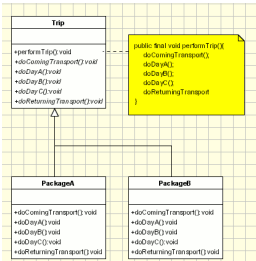 Trip
+performTrip():void
+doComingTransport():void
+doDayA():void
+doDayB():void
+doDayC():void
+doReturningTransport():void
public final void performTrip(){
doComingTransport();
doDayA();
doDayB();
doDayC();
doReturningTransport
}
PackageA
+doComingTransport():void
+doDayA():void
+doDayB():void
+doDayC():void
+doReturningTransport():void
PackageB
+doComingTransport():void
+doDayA():void
+doDayB():void
+doDayC():void
+doReturningTransport():void